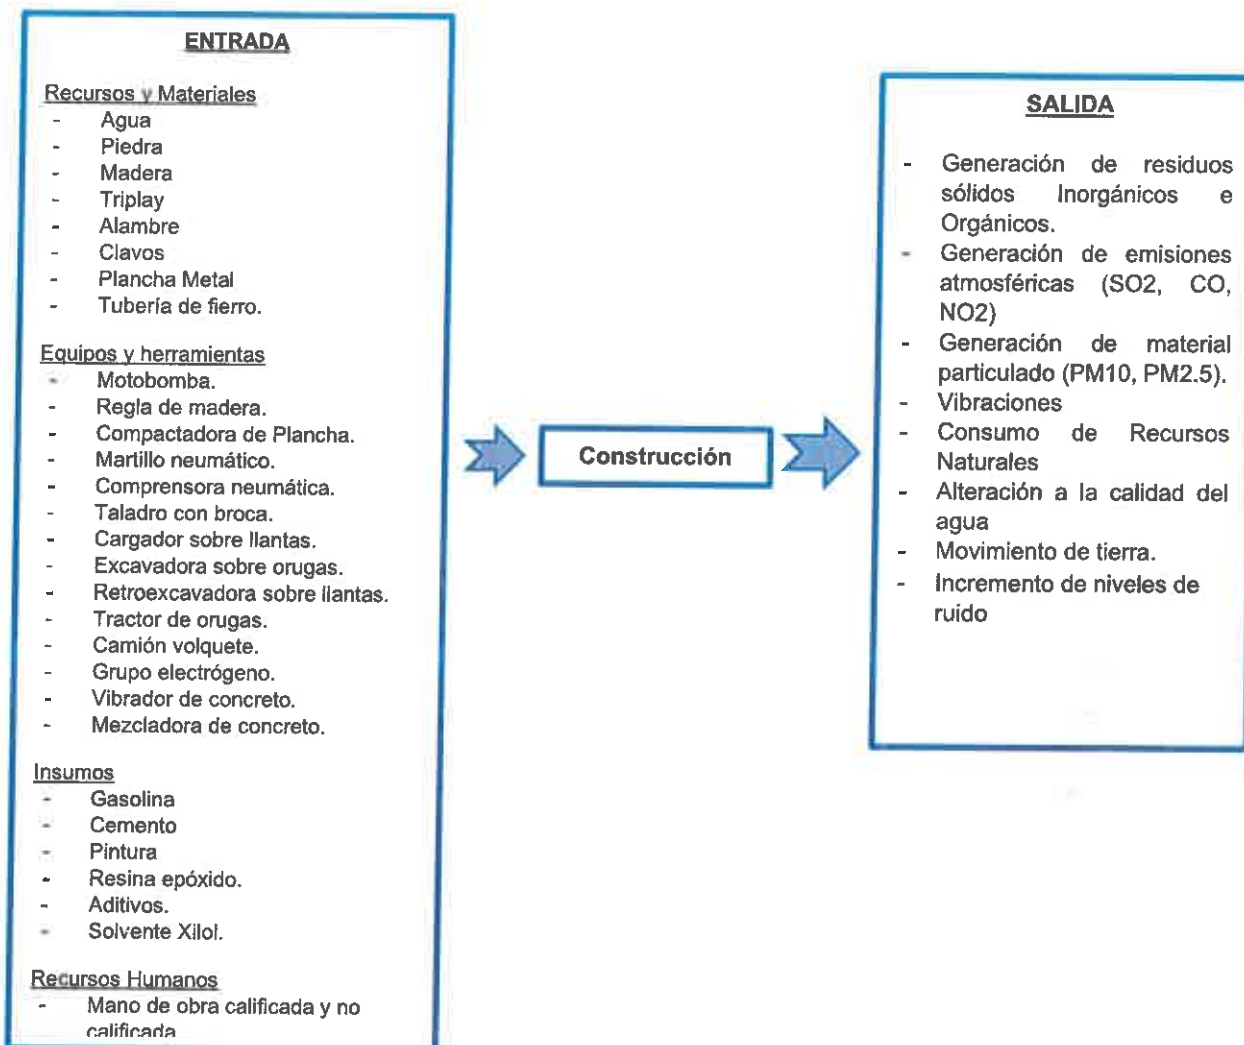 ENTRADA
Recursos y Materiales
- Agua
- Piedra
- Madera
- Triplay
- Alambre
- Clavos
- Plancha Metal
- Tubería de fierro.
Equipos y herramientas
- Motobomba.
- Regla de madera.
- Compactadora de Plancha.
- Martillo neumático.
- Comprensora neumática.
- Taladro con broca.
- Cargador sobre llantas.
- Excavadora sobre orugas.
- Retroexcavadora sobre llantas.
- Tractor de orugas.
- Camión volquete.
- Grupo electrógeno.
- Vibrador de concreto.
- Mezcladora de concreto.
Insumos
- Gasolina
- Cemento
- Pintura
- Resina epóxido.
- Aditivos.
- Solvente Xilol.
Recursos Humanos
- Mano de obra calificada y no
calificada
Construcción
SALIDA
- Generación de residuos
sólidos Inorgánicos e
Orgánicos.
- Generación de emisiones
atmosféricas (SO2, CO,
NO2)
- Generación de material
particulado (PM10, PM2.5).
- Vibraciones
- Consumo de Recursos
Naturales
- Alteración a la calidad del
agua
- Movimiento de tierra.
- Incremento de niveles de
ruido